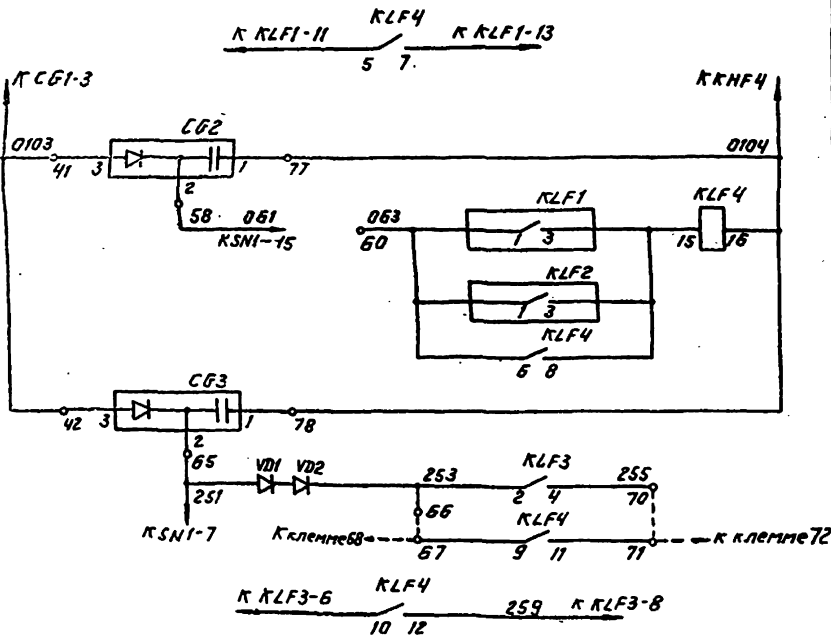 KLF4
К KLF1-11
К KLF1-13
5 7
К CG1-3
К KHF4
CG2
0103
0104
41
3
1
77
2
58
061
KSN1-15
063
60
KLF1
1 3
KLF4
15
16
KLF2
1 3
KLF4
6 8
CG3
42
3
1
78
2
65
VD1
VD2
251
253
KLF3
255
2 4
70
66
KLF4
KSN1-7
К клемме 68
67
9 11
71
К клемме 72
KLF4
К KLF3-6
259
К KLF3-8
10 12